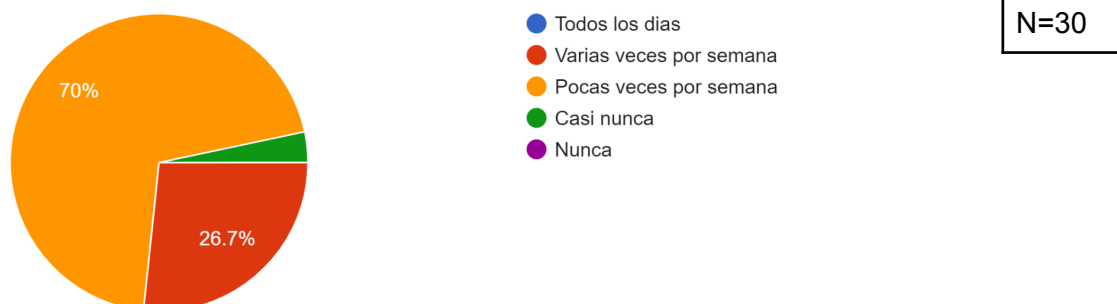 Todos los dias
Varias veces por semana
Pocas veces por semana
Casi nunca
Nunca
N=30
70%
26.7%